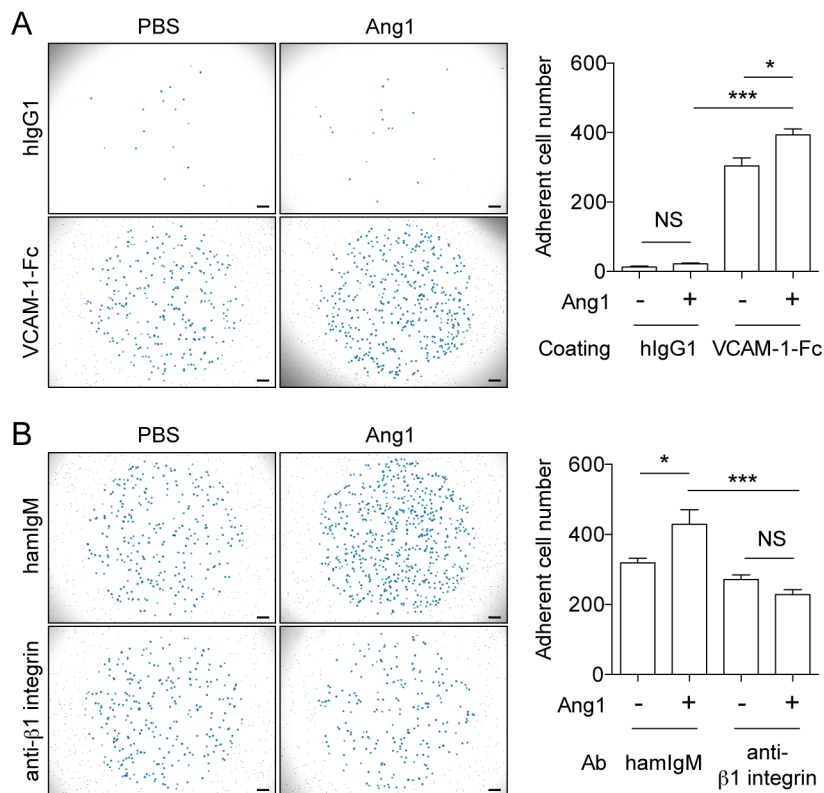 A
PBS
Ang1
hIgG1
VCAM-1-Fc
Adherent cell number
600
400
200
0
NS
***
*
Ang1 - + - +
Coating hIgG1 VCAM-1-Fc
B
PBS
Ang1
hamIgM
anti-β1 integrin
Adherent cell number
600
400
200
0
*
***
NS
Ang1 - + - +
Ab hamIgM anti-
β1 integrin